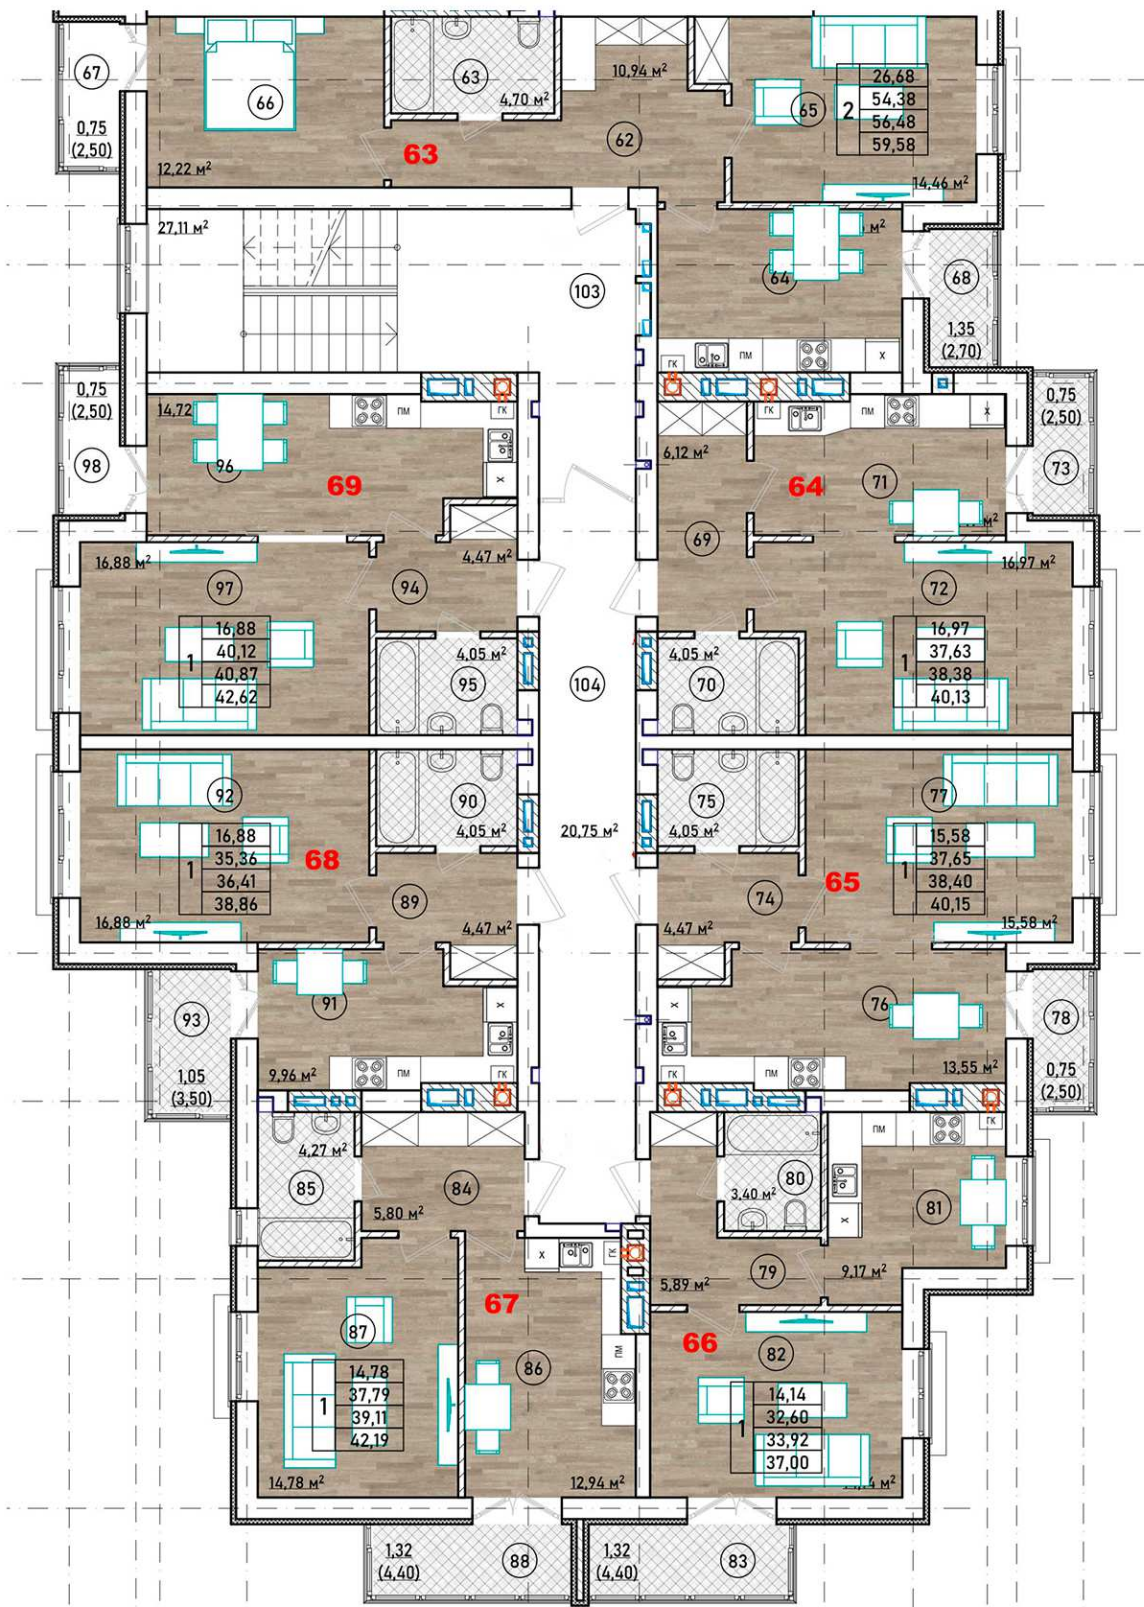 67
0,75
(2,50)
66
12,22 м²
63
4,70 м²
63
10,94 м²
62
65
2
26,68
54,38
56,48
59,58
14,46 м²
27,11 м²
103
64
68
1,35
(2,70)
ГК
ПМ
Х
0,75
(2,50)
98
14,72
96
ПМ
ГК
Х
69
6,12 м²
ГК
ПМ
Х
64
71
69
0,75
(2,50)
73
16,88 м²
97
94
4,47 м²
1
16,88
40,12
40,87
42,62
4,05 м²
95
104
4,05 м²
70
72
16,97 м²
1
16,97
37,63
38,38
40,13
92
90
4,05 м²
1
16,88
35,36
36,41
38,86
68
16,88 м²
89
4,47 м²
20,75 м²
75
4,05 м²
77
1
15,58
37,65
38,40
40,15
65
74
4,47 м²
15,58 м²
93
1,05
(3,50)
91
9,96 м²
ПМ
ГК
Х
Х
ГК
ПМ
76
13,55 м²
78
0,75
(2,50)
4,27 м²
85
84
5,80 м²
80
3,40 м²
ПМ
ГК
Х
81
9,17 м²
79
5,89 м²
Х
ГК
67
87
86
ПМ
1
14,78
37,79
39,11
42,19
14,78 м²
12,94 м²
66
82
1
14,14
32,60
33,92
37,00
1,32
(4,40)
88
1,32
(4,40)
83